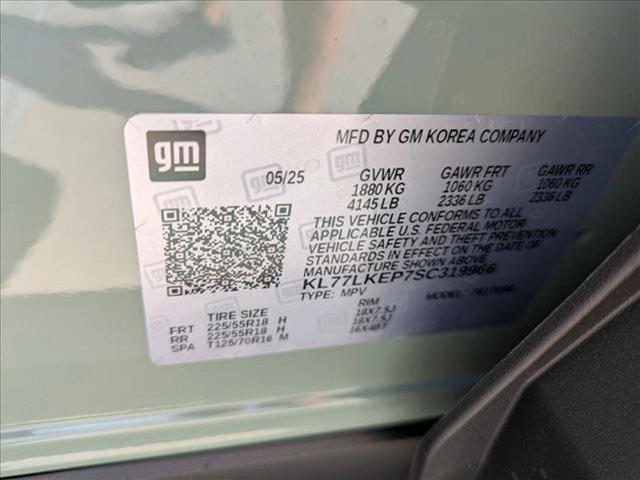 gm
MFD BY GM KOREA COMPANY
05/25 GVWR GAWR FRT GAWR RR
1880 KG 1060 KG 1060 KG
4145 LB 2336 LB 2336 LB
THIS VEHICLE CONFORMS TO ALL
APPLICABLE U.S. FEDERAL MOTOR
VEHICLE SAFETY AND THEFT PREVENTION
STANDARDS IN EFFECT ON THE DATE OF
MANUFACTURE SHOWN ABOVE.
KL77LKEP7SC319966
TYPE: MPV MODEL:
TIRE SIZE RIM
FRT 225/55R18 H 18X7.5J
RR 225/55R18 H 18X7.5J
SPA T125/70R16 M 16X4BT